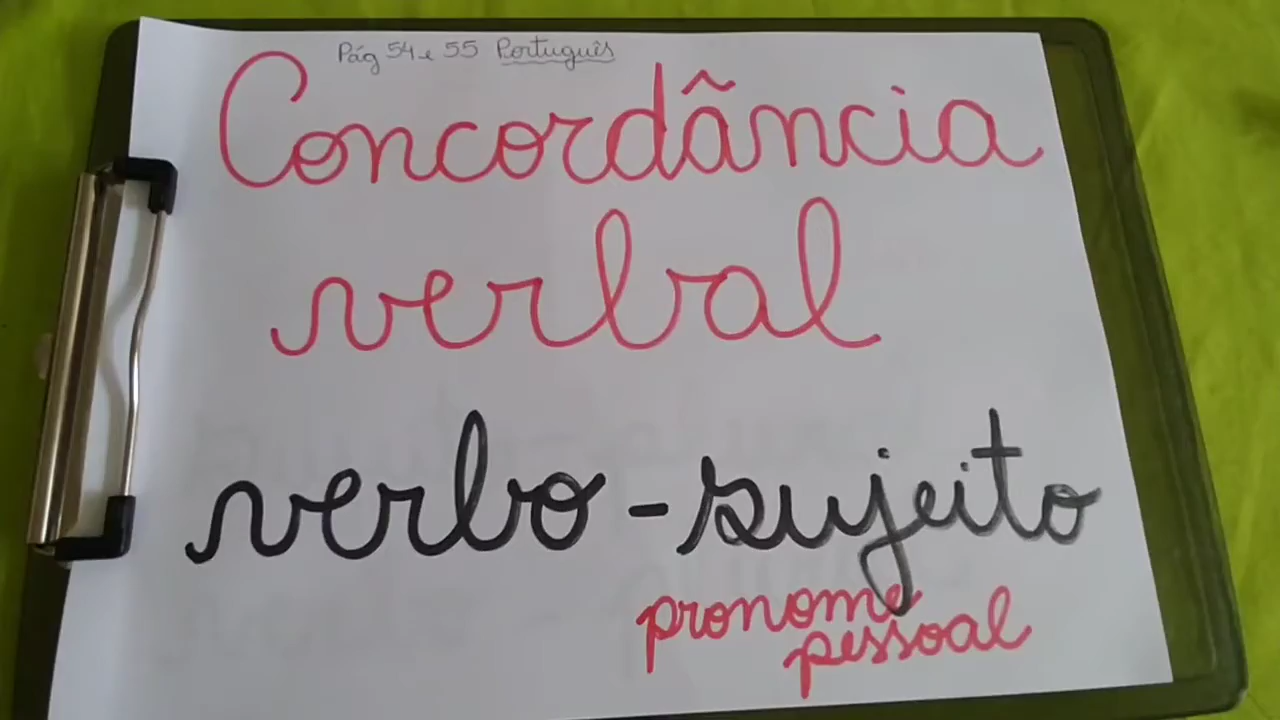 Pág 54 e 55 Português
Concordância
verbal
verbo - sujeito
pronome
pessoal